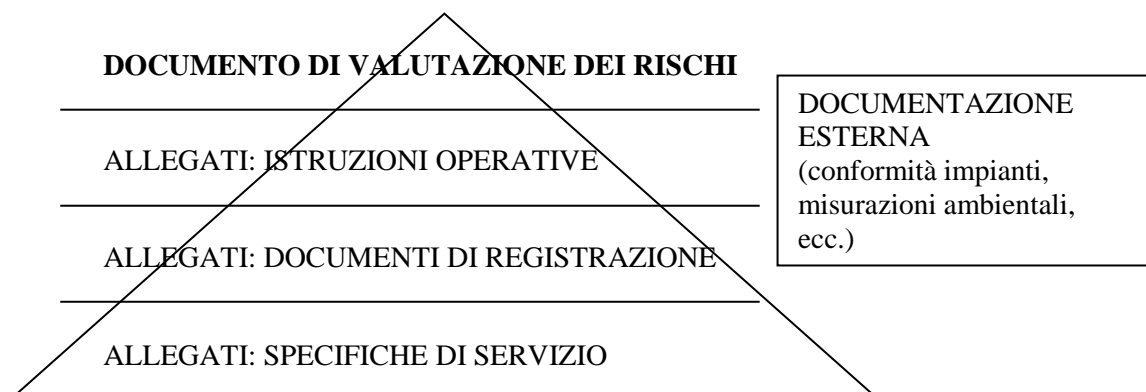 DOCUMENTO DI VALUTAZIONE DEI RISCHI
ALLEGATI: ISTRUZIONI OPERATIVE
ALLEGATI: DOCUMENTI DI REGISTRAZIONE
ALLEGATI: SPECIFICHE DI SERVIZIO
DOCUMENTAZIONE
ESTERNA
(conformità impianti,
misurazioni ambientali,
ecc.)